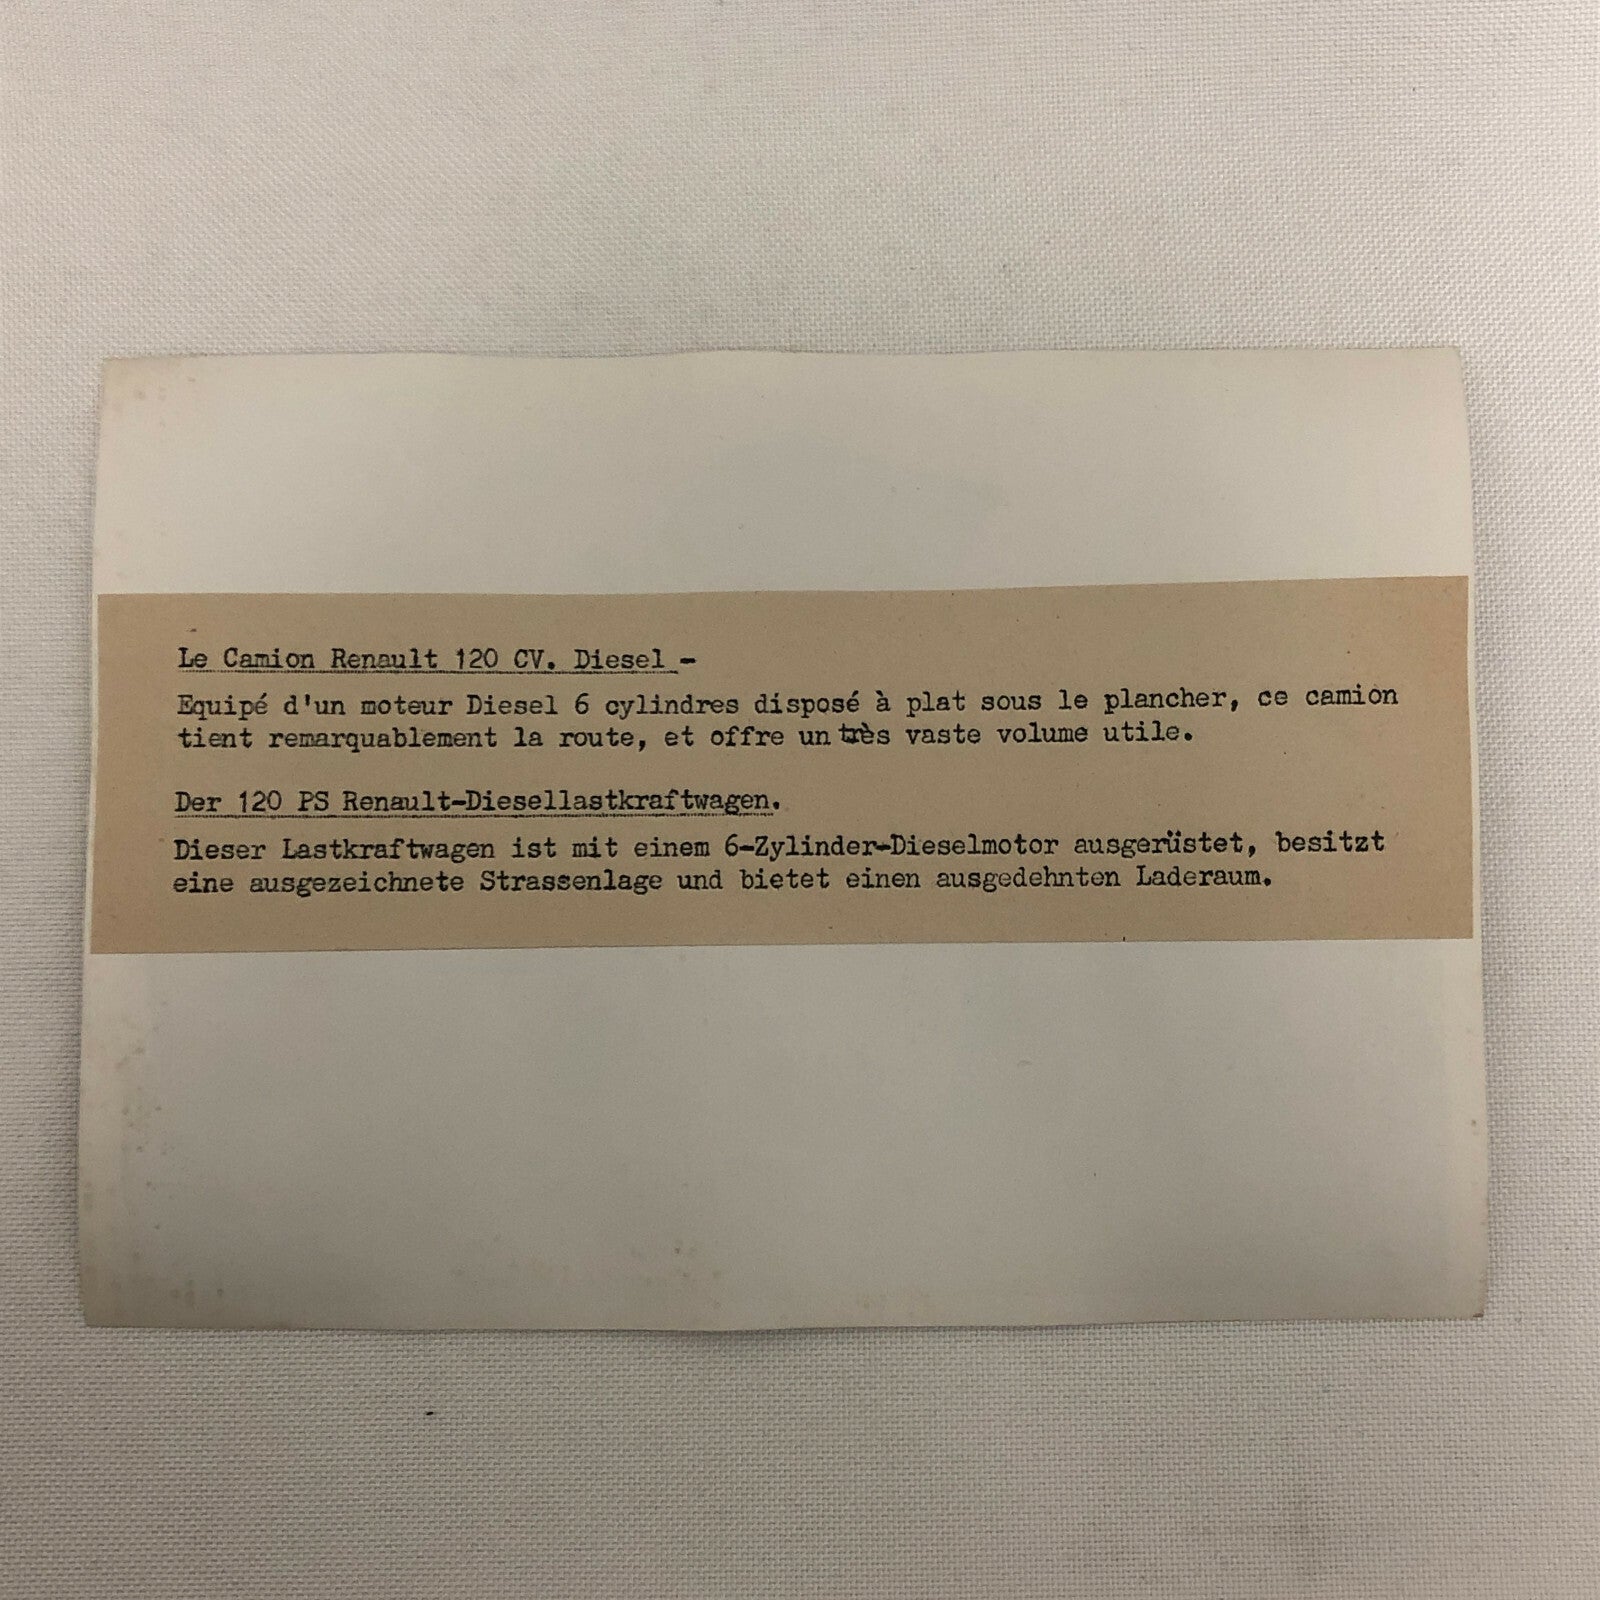 Le Camion Renault 120 CV. Diesel -
Equipé d'un moteur Diesel 6 cylindres disposé à plat sous le plancher, ce camion
tient remarquablement la route, et offre un très vaste volume utile.
Der 120 PS Renault-Diesellastkraftwagen.
Dieser Lastkraftwagen ist mit einem 6-Zylinder-Dieselmotor ausgerüstet, besitzt
eine ausgezeichnete Strassenlage und bietet einen ausgedehnten Laderaum.